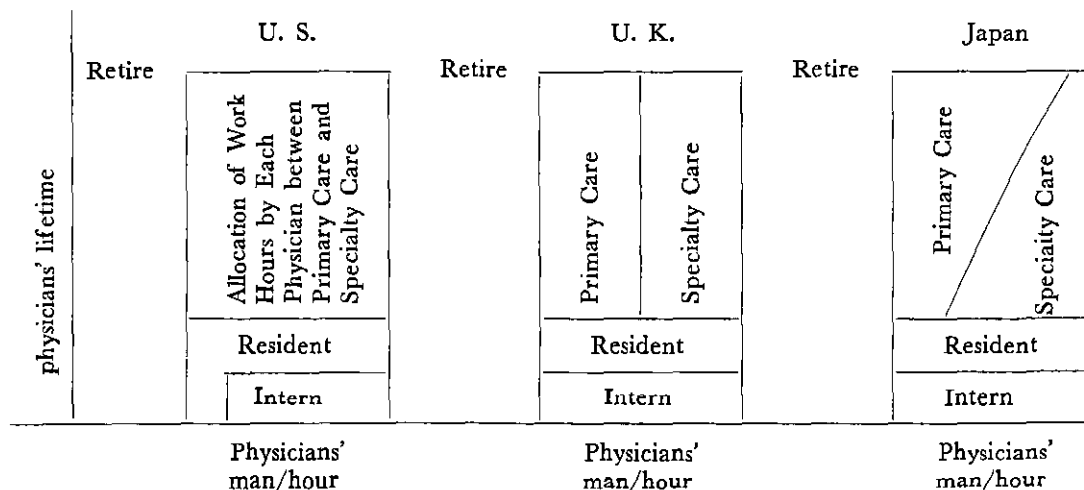 U. S.
U. K.
Japan
Retire
Retire
Retire
physicians' lifetime
Allocation of Work
Hours by Each
Physician between
Primary Care and
Specialty Care
Primary Care
Specialty Care
Primary Care
Speciaity Care
Resident
Resident
Resident
Intern
Intern
Intern
Physicians'
man/hour
Physicians'
man/hour
Physicians'
man/hour